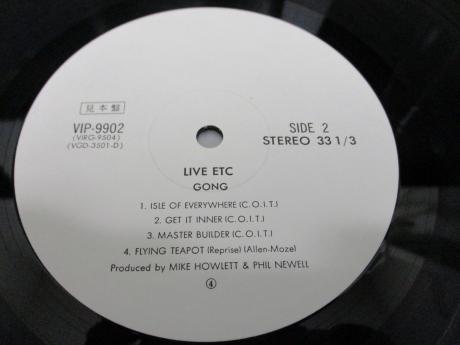 見本盤
VIP-9902
(VIRG-9504)
(VGD-3501-D)
SIDE 2
STEREO 33 1/3
LIVE ETC
GONG
1. ISLE OF EVERYWHERE (C.O.I.T.)
2. GET IT INNER (C.O.I.T.)
3. MASTER BUILDER (C.O.I.T.)
4. FLYING TEAPOT (Reprise) (Allen-Moze)
Produced by MIKE HOWLETT & PHIL NEWELL
④